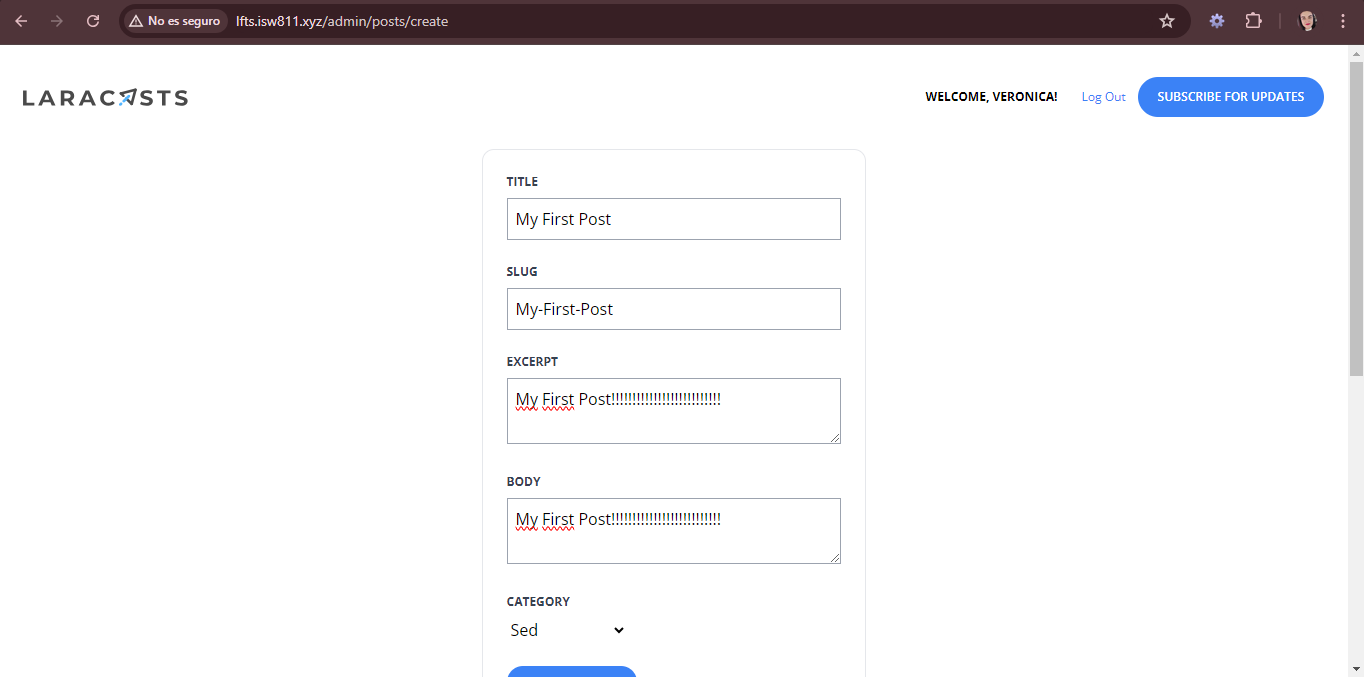 No es seguro lfts.isw811.xyz/admin/posts/create
LARACASTS WELCOME, VERONICA! Log Out SUBSCRIBE FOR UPDATES
TITLE
My First Post
SLUG
My-First-Post
EXCERPT
My First Post!!!!!!!!!!!!!!!!!!!!!!!!!!
BODY
My First Post!!!!!!!!!!!!!!!!!!!!!!!!!!
CATEGORY
Sed